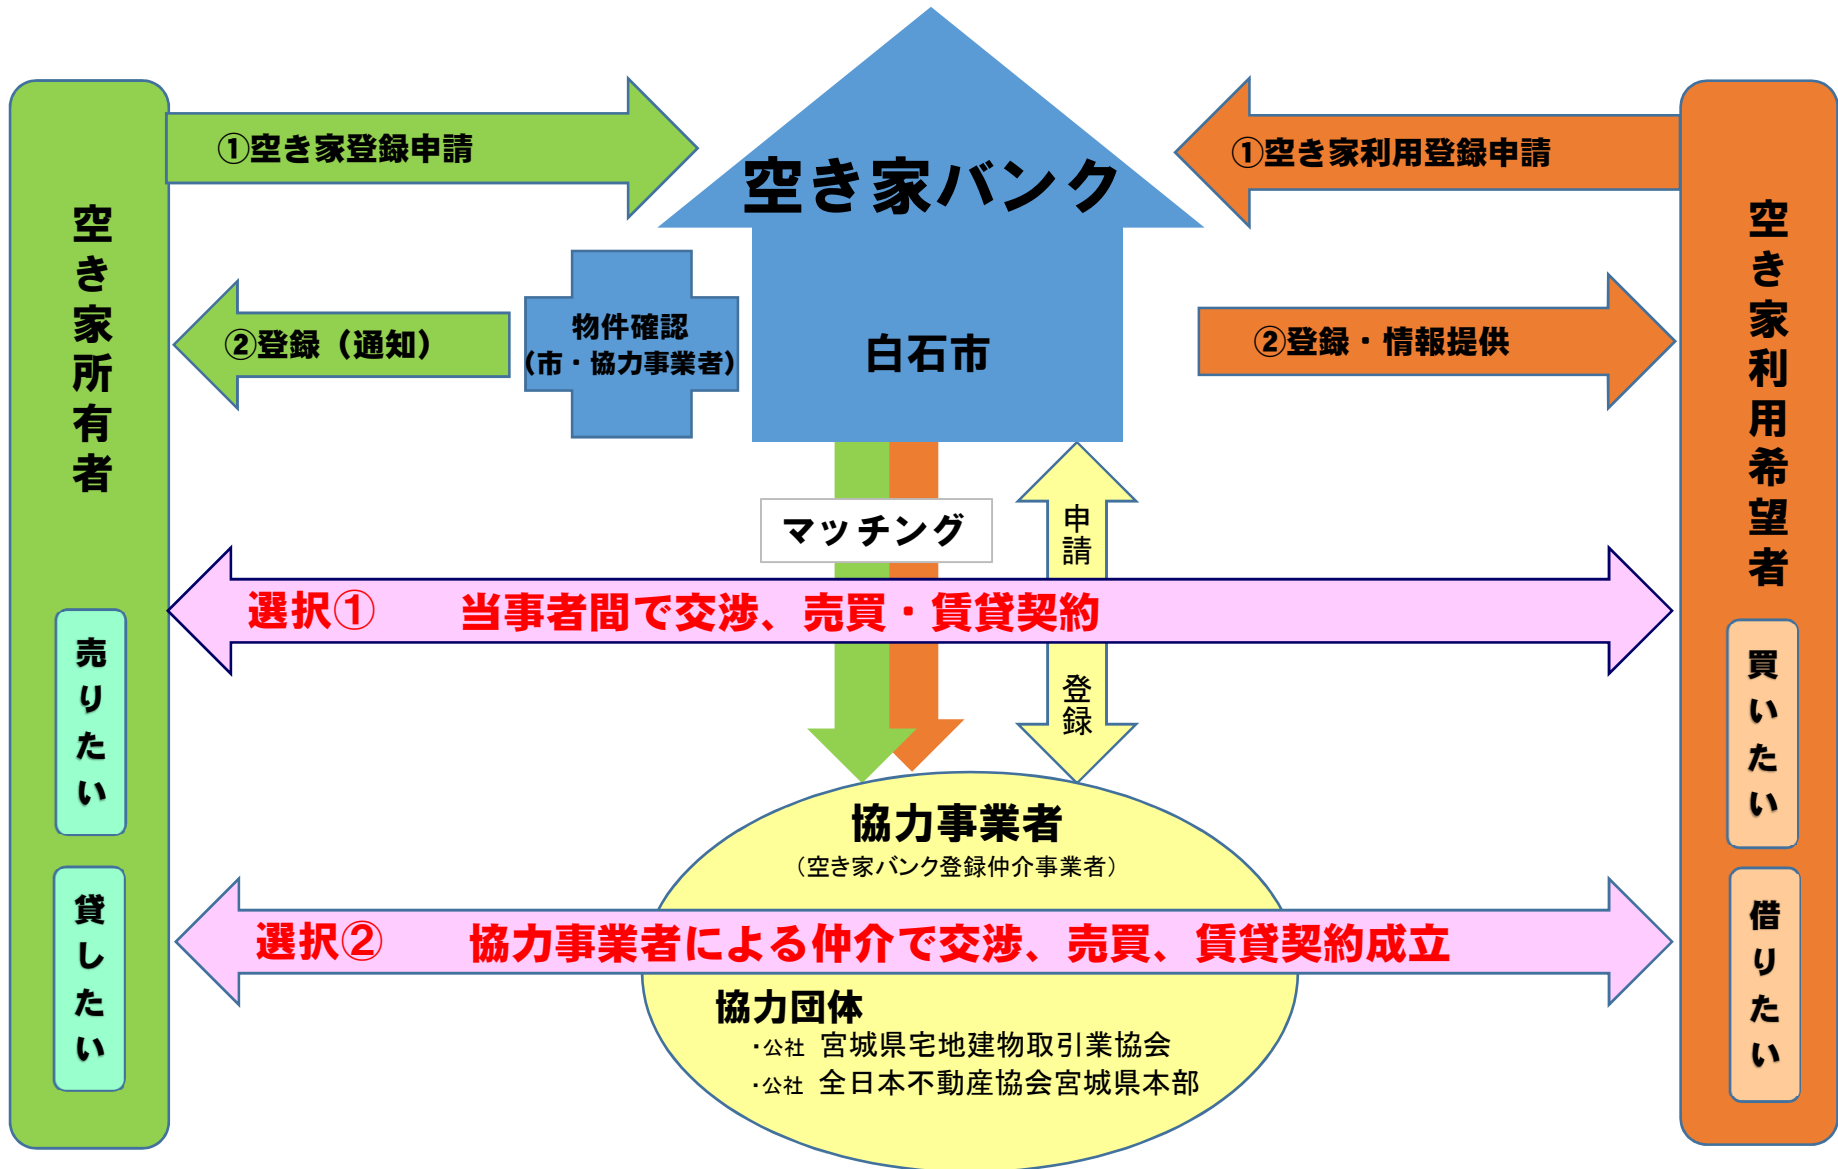 空き家バンク
白石市
空き家所有者
売りたい
貸したい
①空き家登録申請
②登録（通知）
物件確認
（市・協力事業者）
①空き家利用登録申請
②登録・情報提供
空き家利用希望者
買いたい
借りたい
マッチング
申請
登録
選択①　当事者間で交渉、売買・賃貸契約
協力事業者
（空き家バンク登録仲介事業者）
選択②　協力事業者による仲介で交渉、売買、賃貸契約成立
協力団体
・公社 宮城県宅地建物取引業協会
・公社 全日本不動産協会宮城県本部